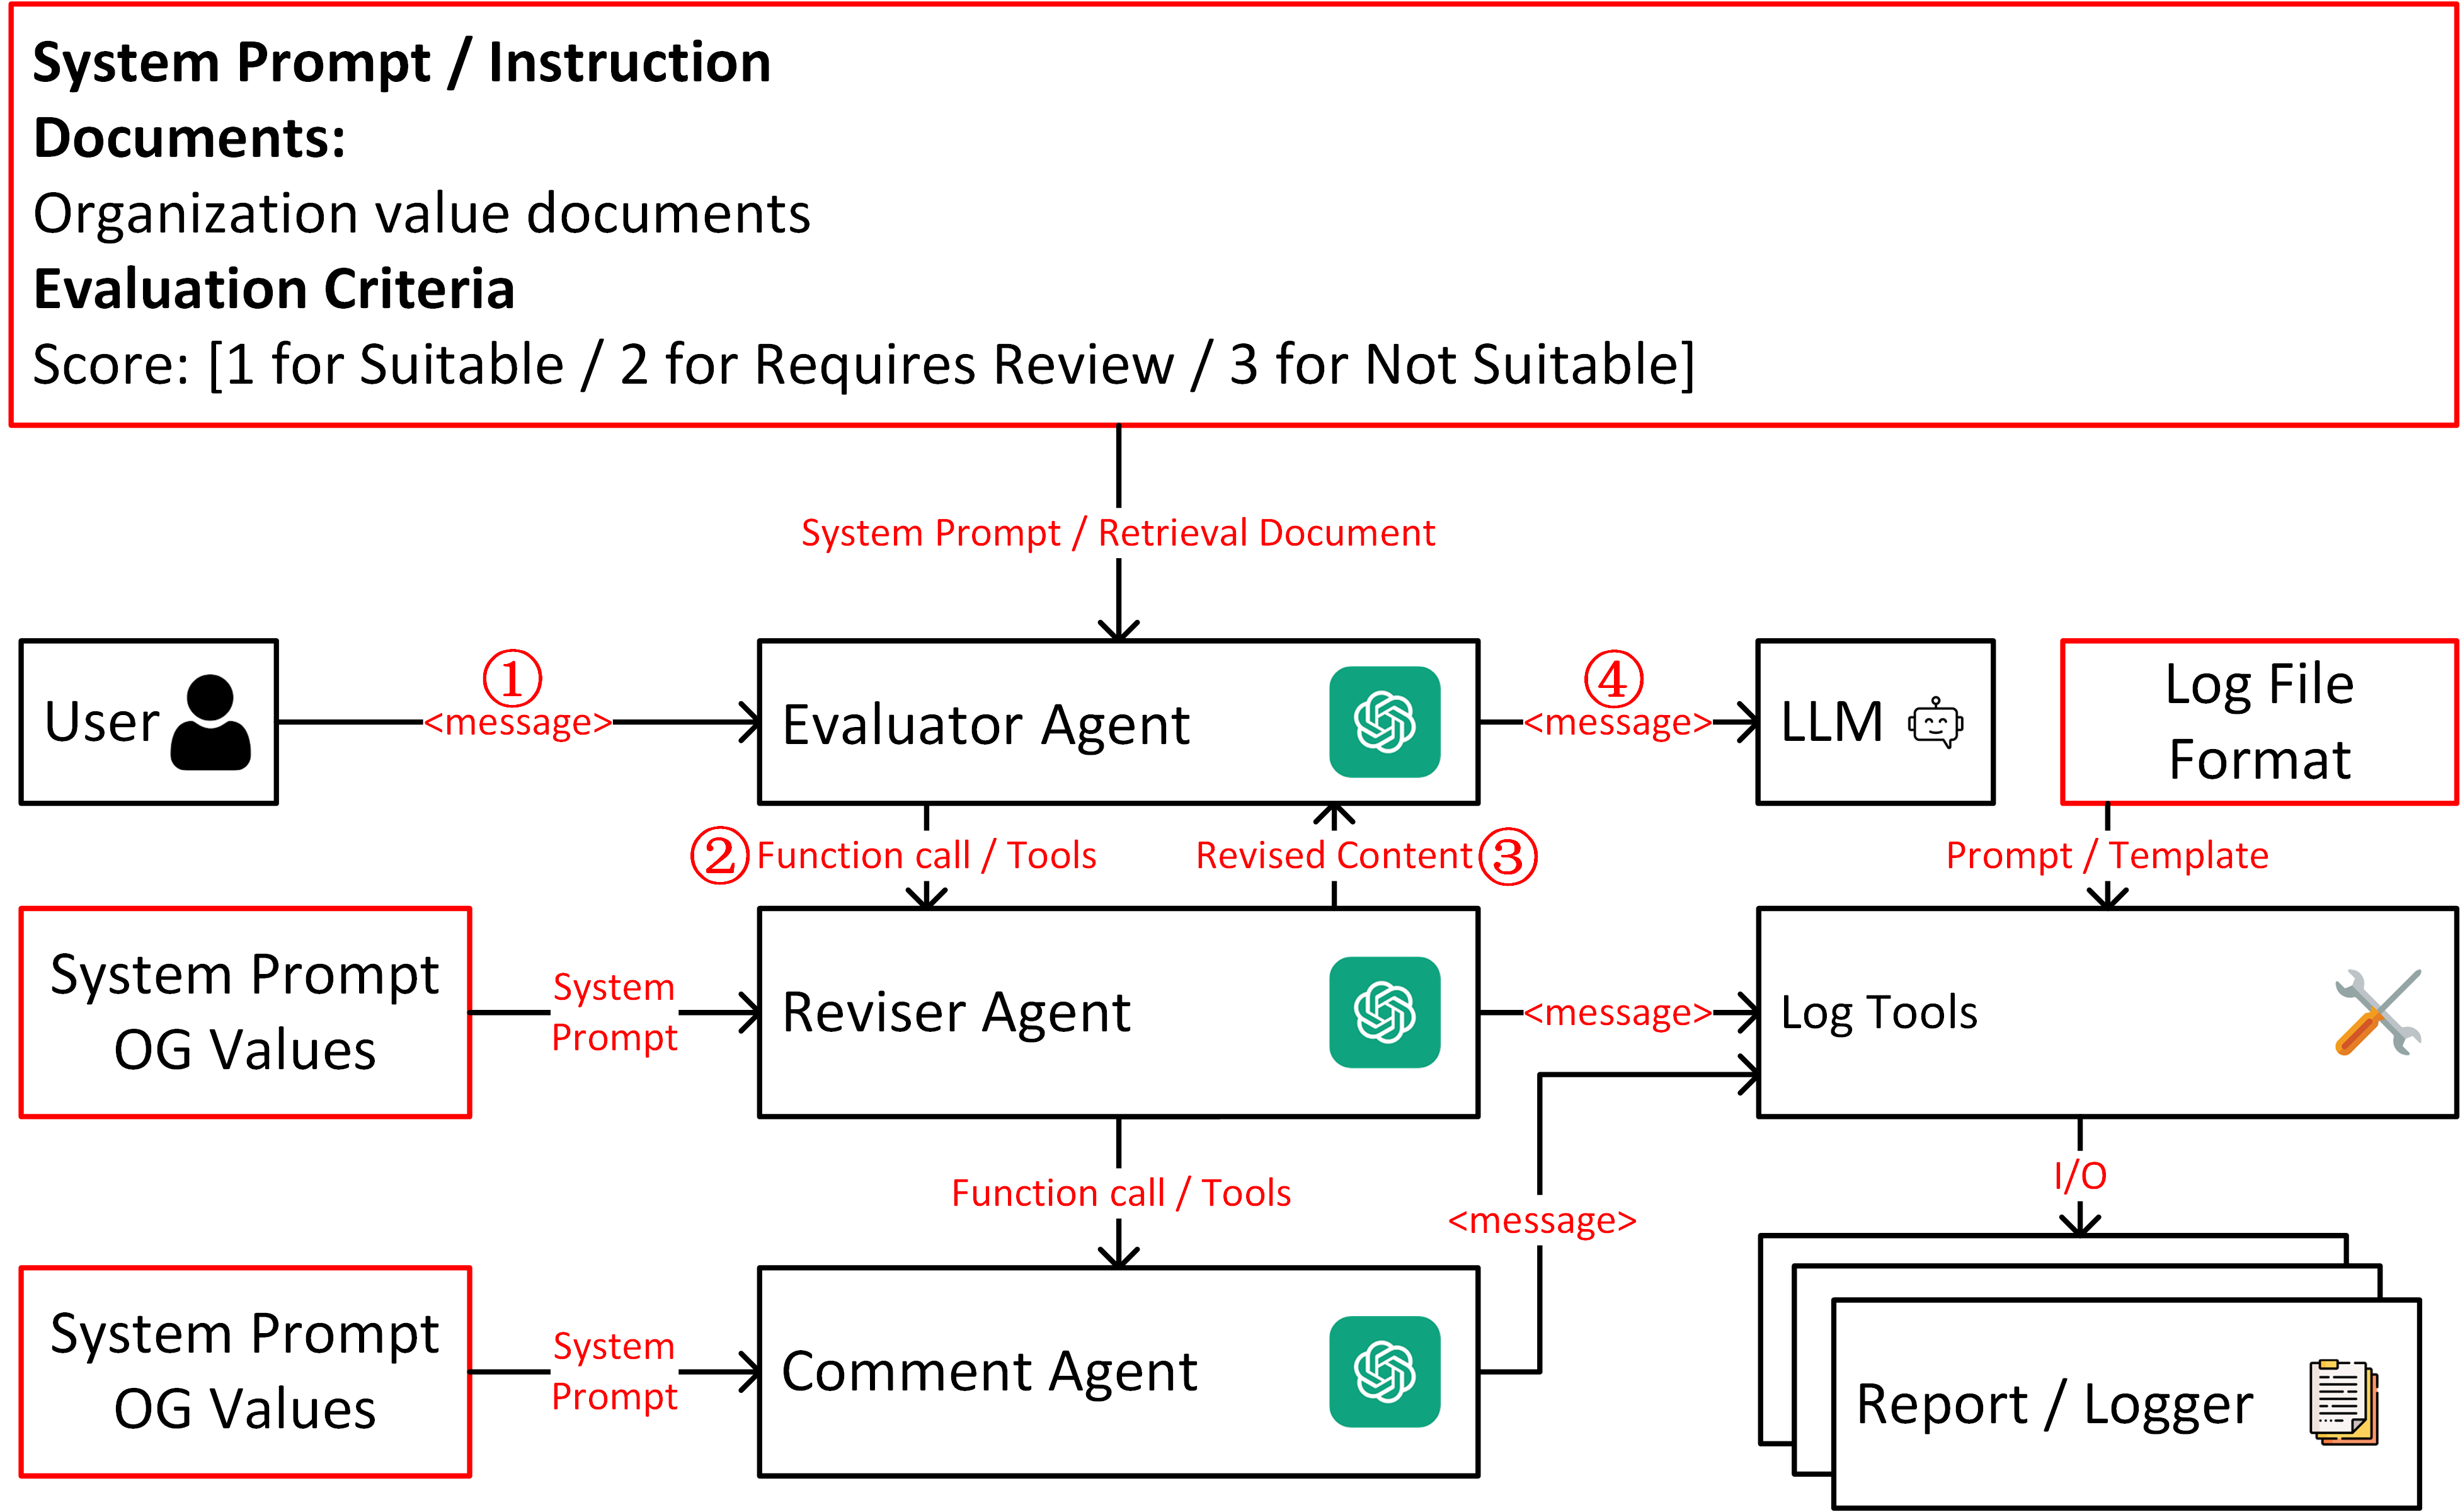 System Prompt / Instruction
Documents:
Organization value documents
Evaluation Criteria
Score: [1 for Suitable / 2 for Requires Review / 3 for Not Suitable]
System Prompt / Retrieval Document
User
①
<message>
Evaluator Agent
④
<message>
LLM
Log File
Format
②
Function call / Tools
Revised Content
③
Prompt / Template
System Prompt
OG Values
System
Prompt
Reviser Agent
<message>
Log Tools
Function call / Tools
<message>
I/O
System Prompt
OG Values
System
Prompt
Comment Agent
Report / Logger